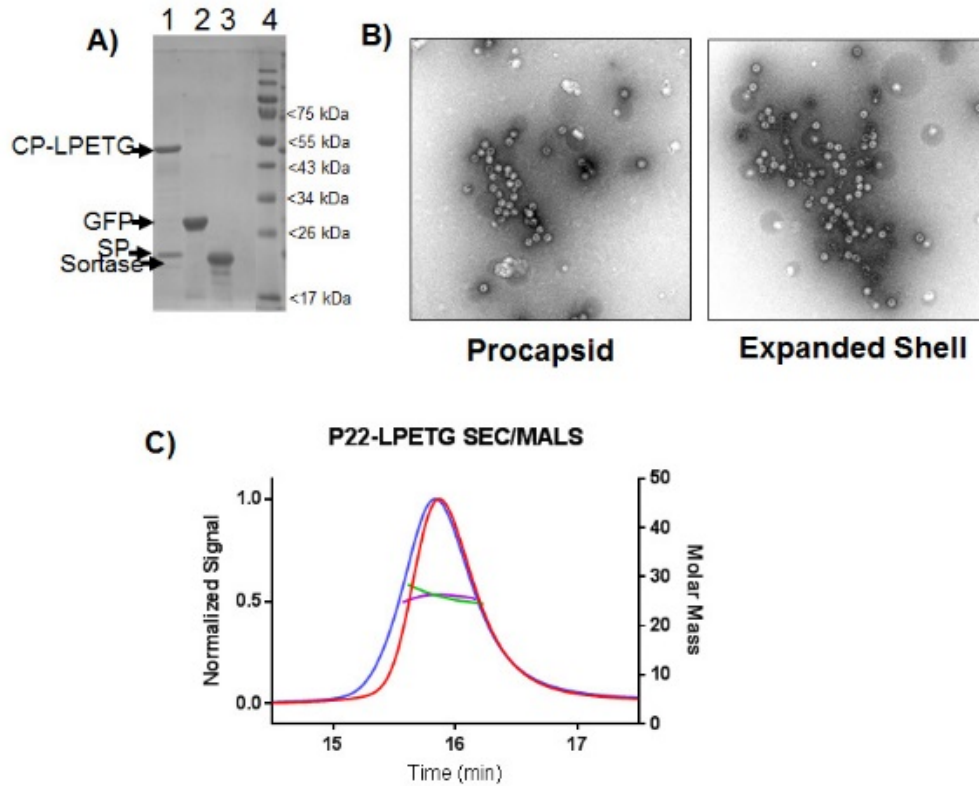 A)
1 2 3 4
<75 kDa
CP-LPETG
<55 kDa
<43 kDa
<34 kDa
GFP
<26 kDa
SP
Sortase
<17 kDa
B)
Procapsid
Expanded Shell
C)
P22-LPETG SEC/MALS
Normalized Signal
1.0
0.5
0.0
Molar Mass
50
40
30
20
10
0
15 16 17
Time (min)